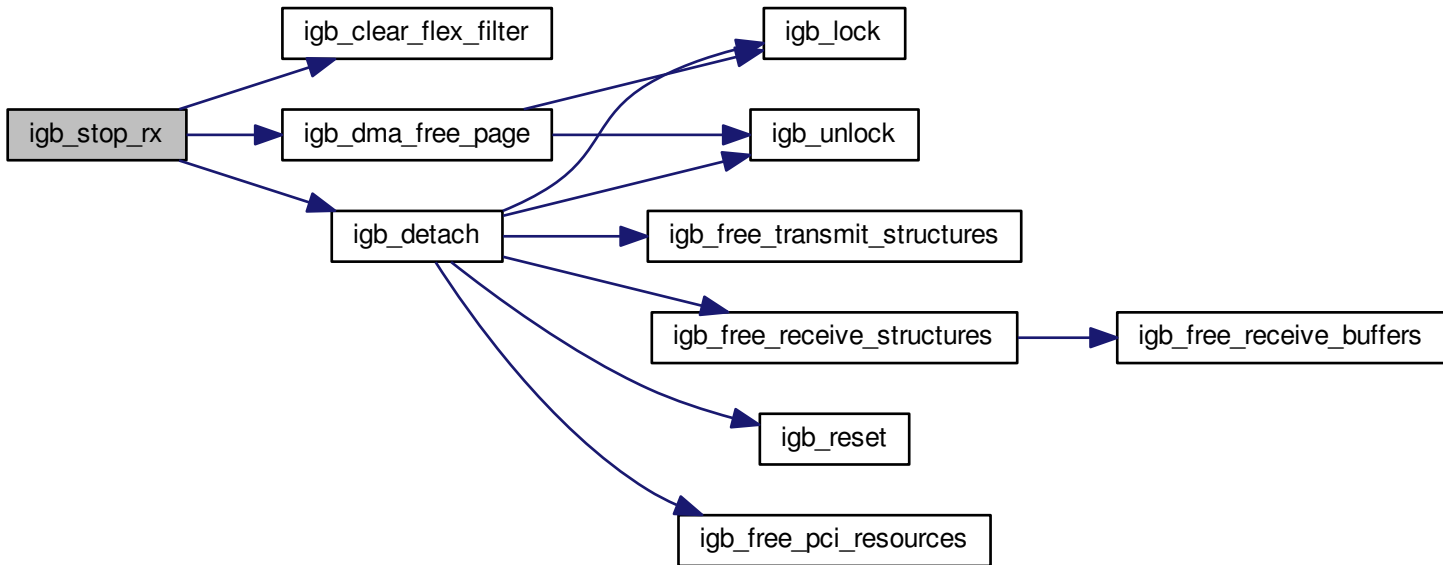 igb_clear_flex_filter
igb_lock
igb_stop_rx
igb_dma_free_page
igb_unlock
igb_detach
igb_free_transmit_structures
igb_free_receive_structures
igb_free_receive_buffers
igb_reset
igb_free_pci_resources